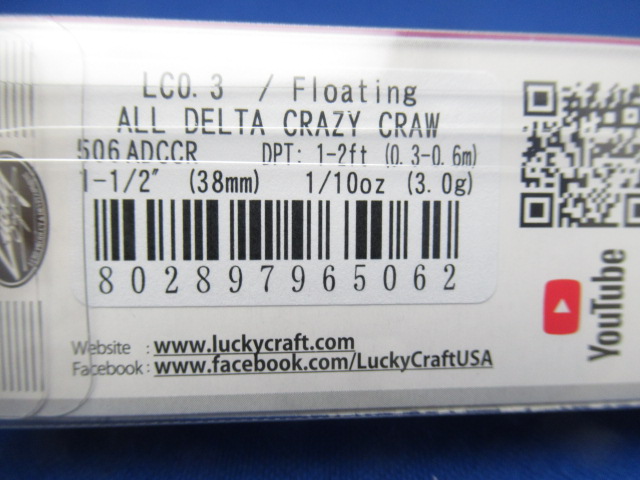 LC0.3 / Floating
ALL DELTA CRAZY CRAW
506ADCCR DPT: 1-2ft (0.3-0.6m)
1-1/2" (38mm) 1/10oz (3.0g)
802897965062
Website : www.luckycraft.com
Facebook : www.facebook.com/LuckyCraftUSA
YouTube